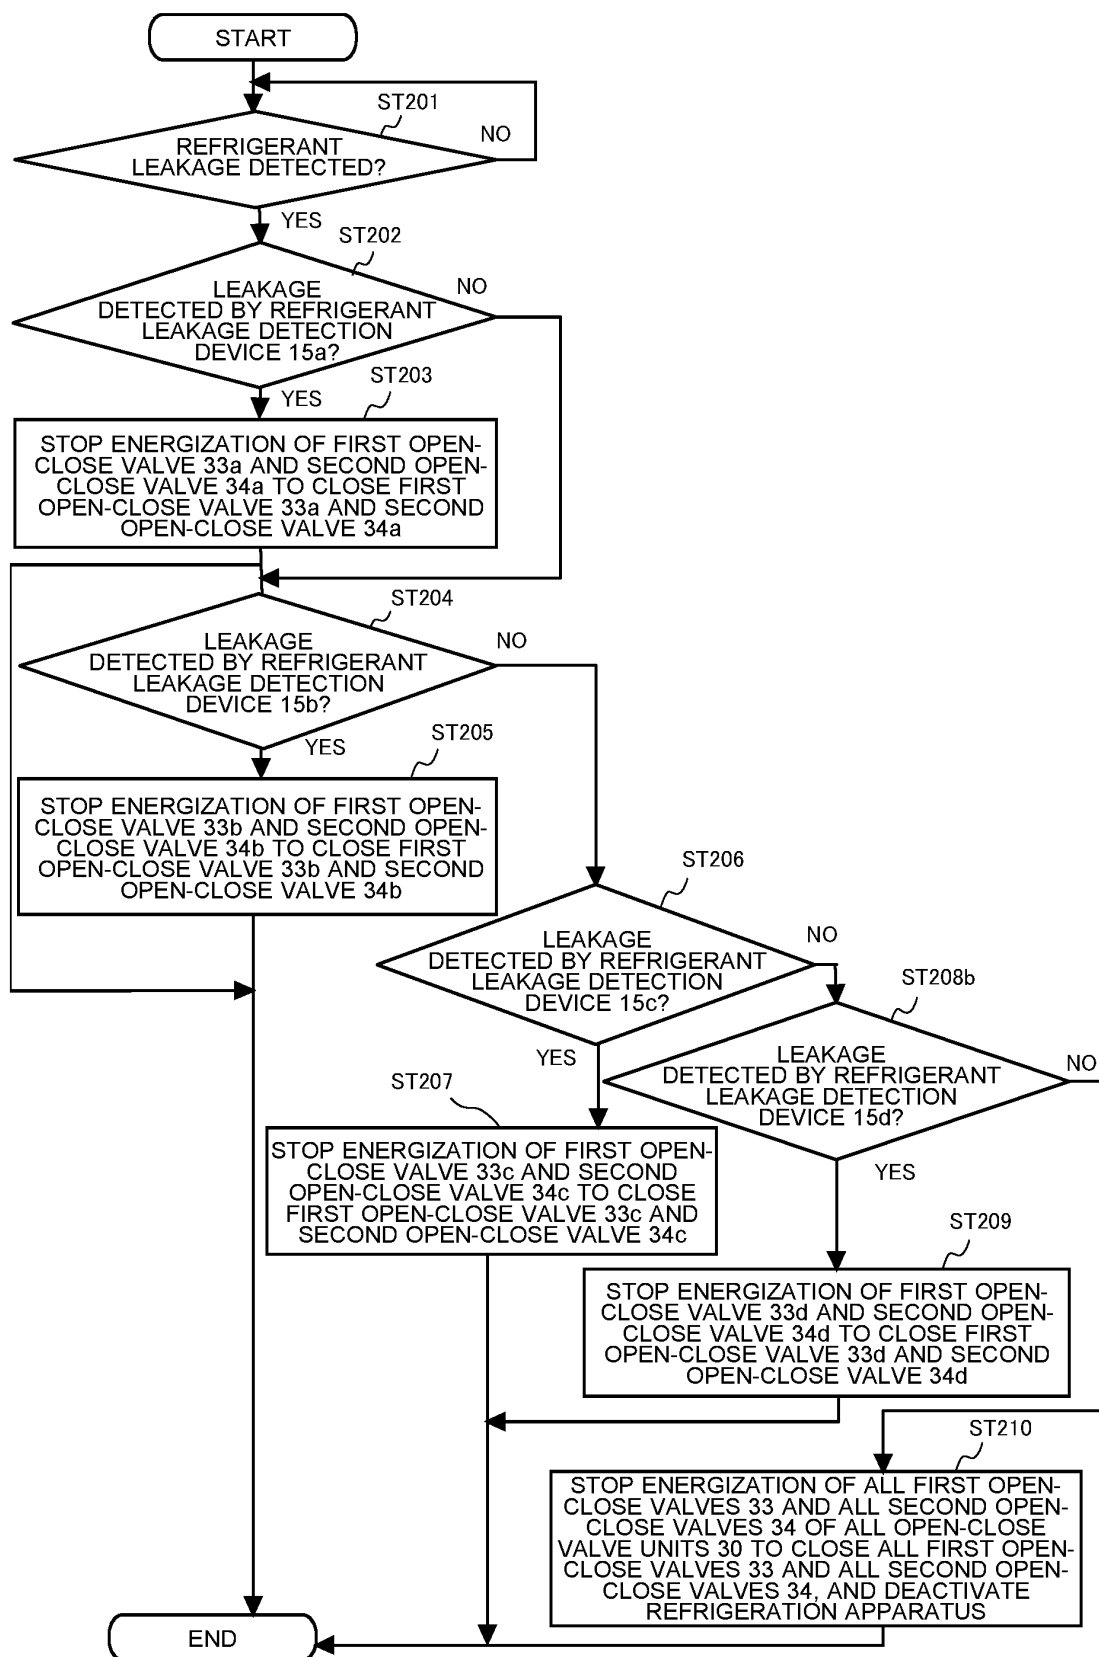 START
ST201
NO
REFRIGERANT
LEAKAGE DETECTED?
YES
ST202
NO
LEAKAGE
DETECTED BY REFRIGERANT
LEAKAGE DETECTION
DEVICE 15a?
YES
ST203
STOP ENERGIZATION OF FIRST OPEN-
CLOSE VALVE 33a AND SECOND OPEN-
CLOSE VALVE 34a TO CLOSE FIRST
OPEN-CLOSE VALVE 33a AND SECOND
OPEN-CLOSE VALVE 34a
ST204
NO
LEAKAGE
DETECTED BY REFRIGERANT
LEAKAGE DETECTION
DEVICE 15b?
YES
ST205
STOP ENERGIZATION OF FIRST OPEN-
CLOSE VALVE 33b AND SECOND OPEN-
CLOSE VALVE 34b TO CLOSE FIRST
OPEN-CLOSE VALVE 33b AND SECOND
OPEN-CLOSE VALVE 34b
ST206
NO
LEAKAGE
DETECTED BY REFRIGERANT
LEAKAGE DETECTION
DEVICE 15c?
YES
ST208b
NO
LEAKAGE
DETECTED BY REFRIGERANT
LEAKAGE DETECTION
DEVICE 15d?
YES
ST207
STOP ENERGIZATION OF FIRST OPEN-
CLOSE VALVE 33c AND SECOND
OPEN-CLOSE VALVE 34c TO CLOSE
FIRST OPEN-CLOSE VALVE 33c AND
SECOND OPEN-CLOSE VALVE 34c
ST209
STOP ENERGIZATION OF FIRST OPEN-
CLOSE VALVE 33d AND SECOND OPEN-
CLOSE VALVE 34d TO CLOSE FIRST
OPEN-CLOSE VALVE 33d AND SECOND
OPEN-CLOSE VALVE 34d
ST210
STOP ENERGIZATION OF ALL FIRST OPEN-
CLOSE VALVES 33 AND ALL SECOND OPEN-
CLOSE VALVES 34 OF ALL OPEN-CLOSE
VALVE UNITS 30 TO CLOSE ALL FIRST OPEN-
CLOSE VALVES 33 AND ALL SECOND OPEN-
CLOSE VALVES 34, AND DEACTIVATE
REFRIGERATION APPARATUS
END